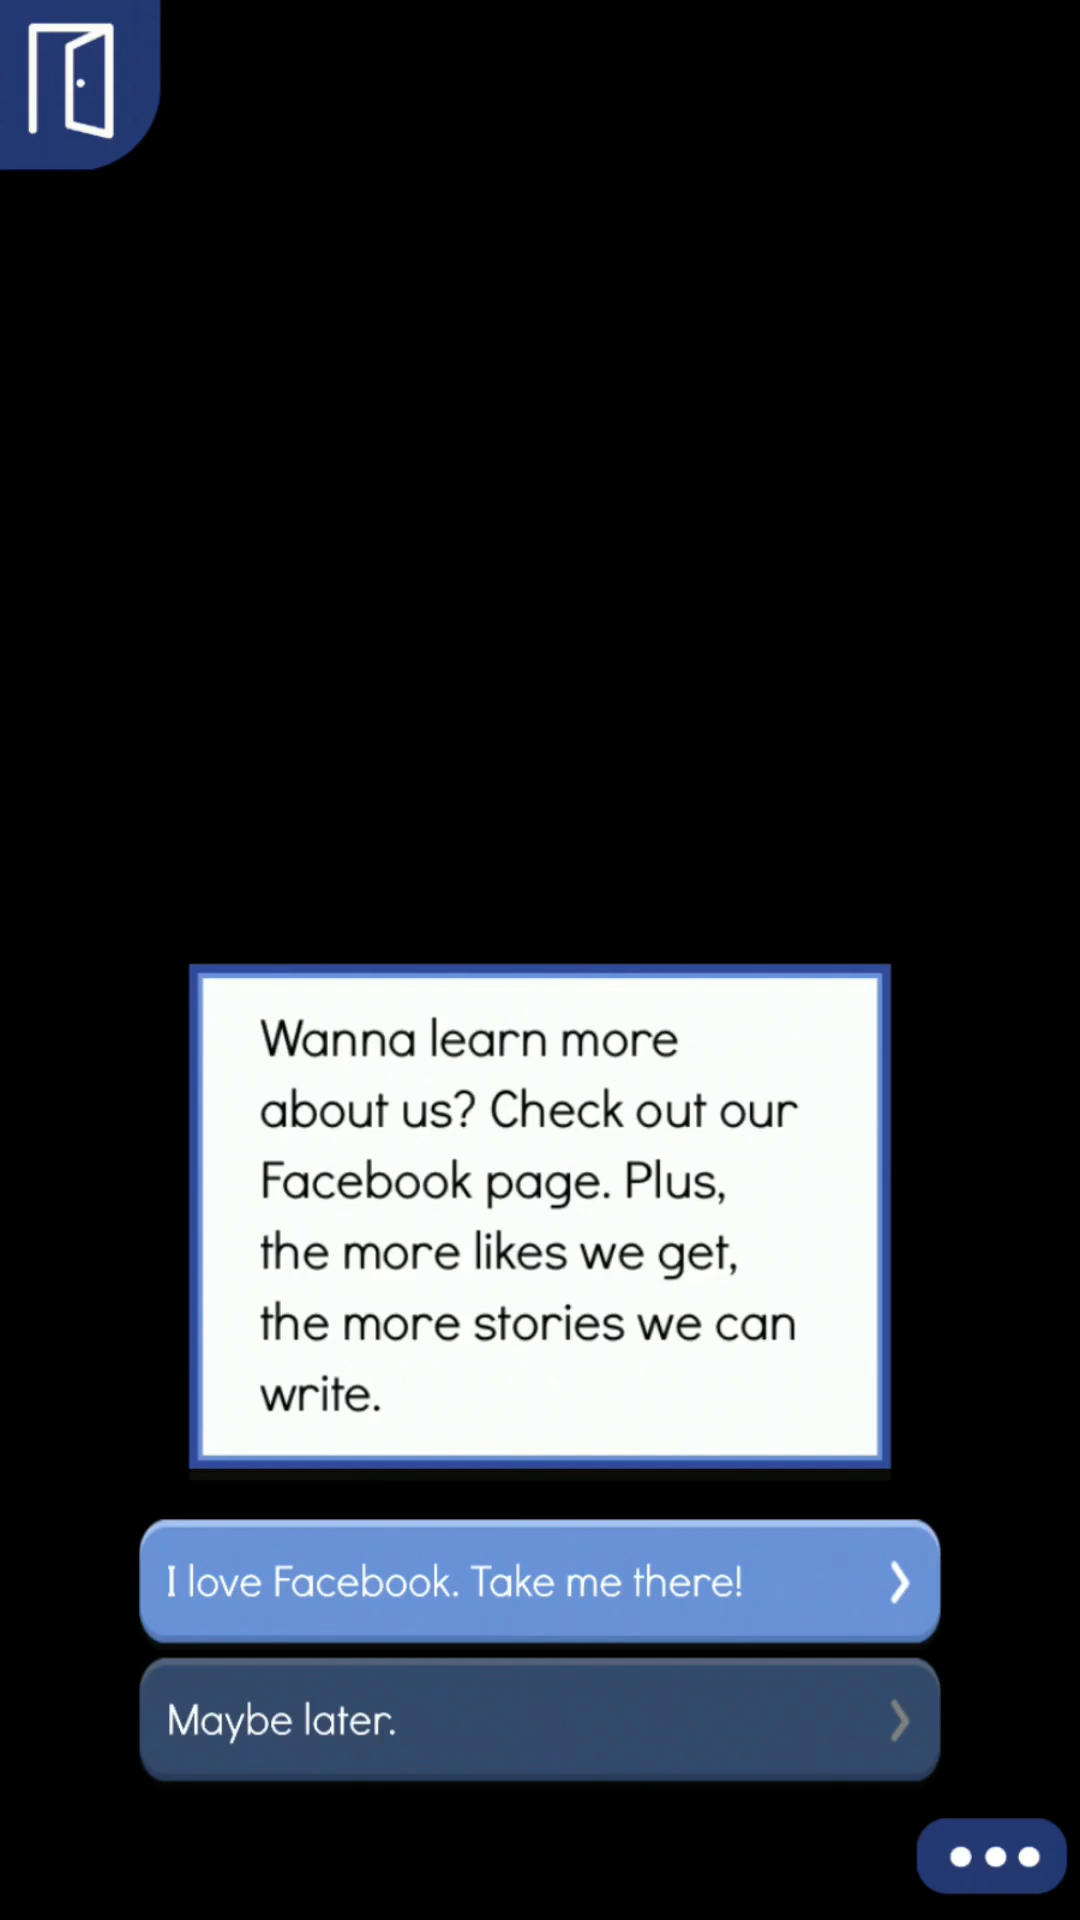 Wanna learn more
about us? Check out our
Facebook page. Plus,
the more likes we get,
the more stories we can
write.
I love Facebook. Take me there!
Maybe later.